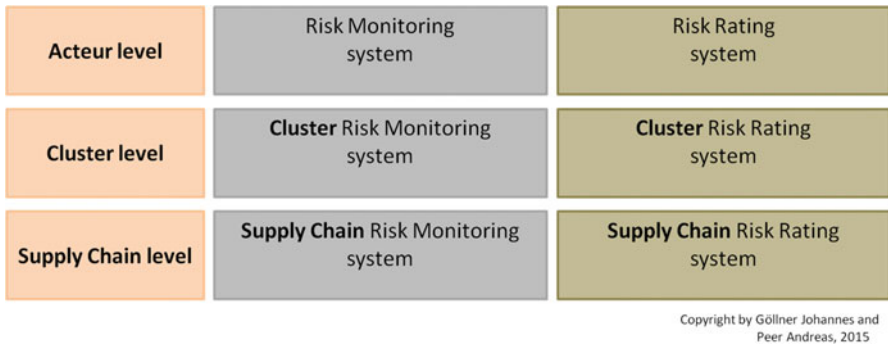 Acteur level
Risk Monitoring
system
Risk Rating
system
Cluster level
Cluster Risk Monitoring
system
Cluster Risk Rating
system
Supply Chain level
Supply Chain Risk Monitoring
system
Supply Chain Risk Rating
system
Copyright by Göllner Johannes and
Peer Andreas, 2015